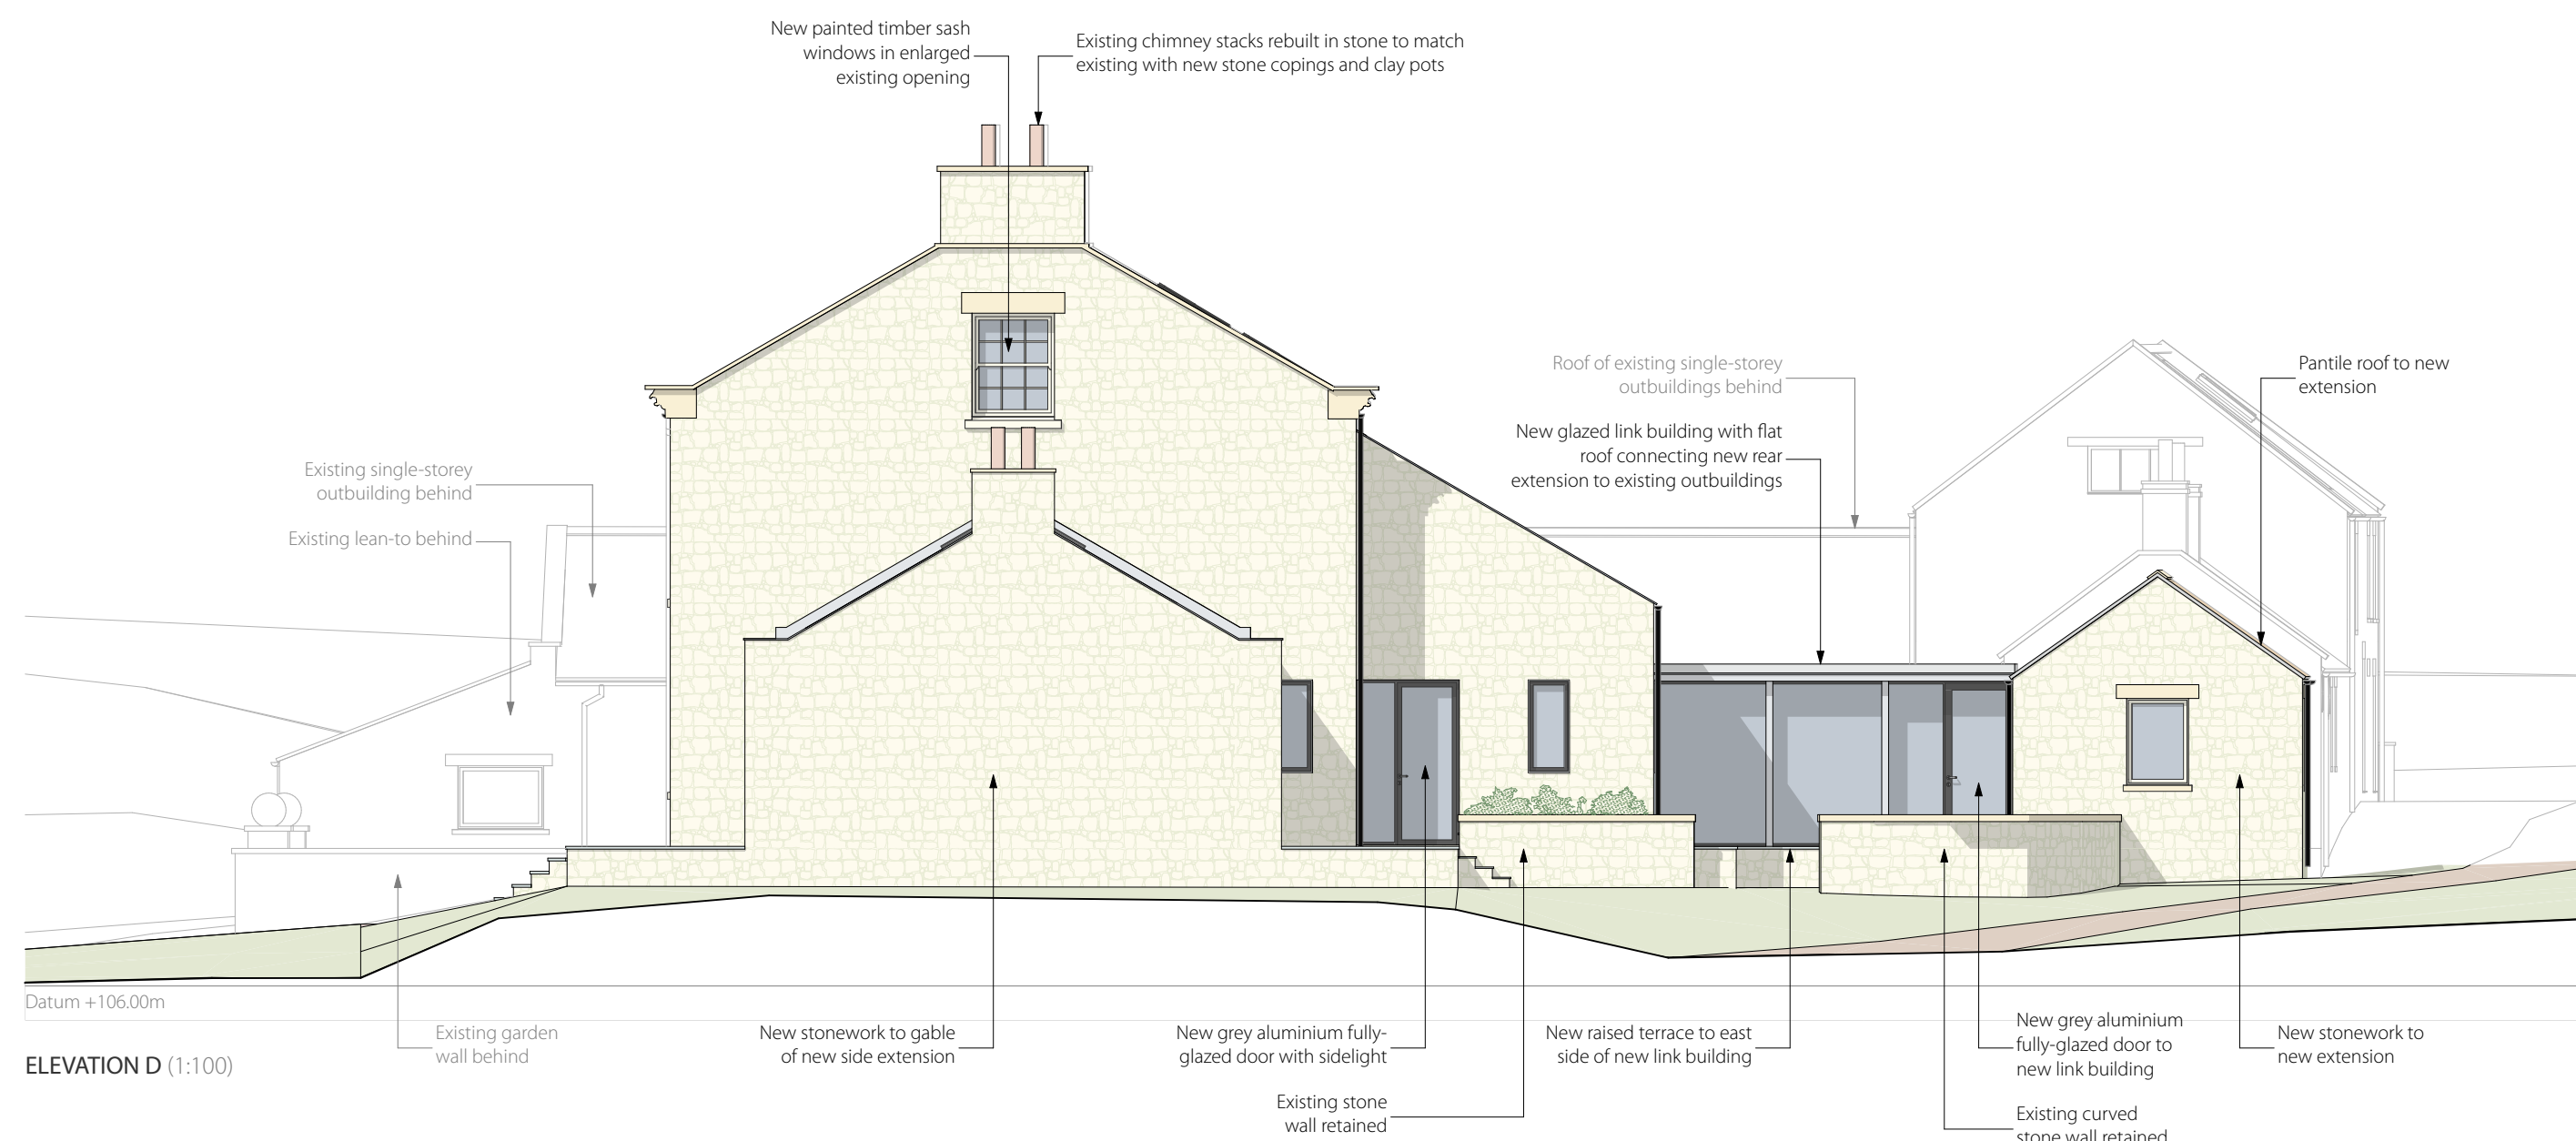 New painted timber sash
windows in enlarged
existing opening
Existing chimney stacks rebuilt in stone to match
existing with new stone copings and clay pots
Roof of existing single-storey
outbuildings behind
Pantile roof to new
extension
New glazed link building with flat
roof connecting new rear
extension to existing outbuildings
Existing single-storey
outbuilding behind
Existing lean-to behind
Datum +106.00m
ELEVATION D (1:100)
Existing garden
wall behind
New stonework to gable
of new side extension
New grey aluminium fully-
glazed door with sidelight
Existing stone
wall retained
New raised terrace to east
side of new link building
New grey aluminium
fully-glazed door to
new link building
Existing curved
stone wall retained
New stonework to
new extension